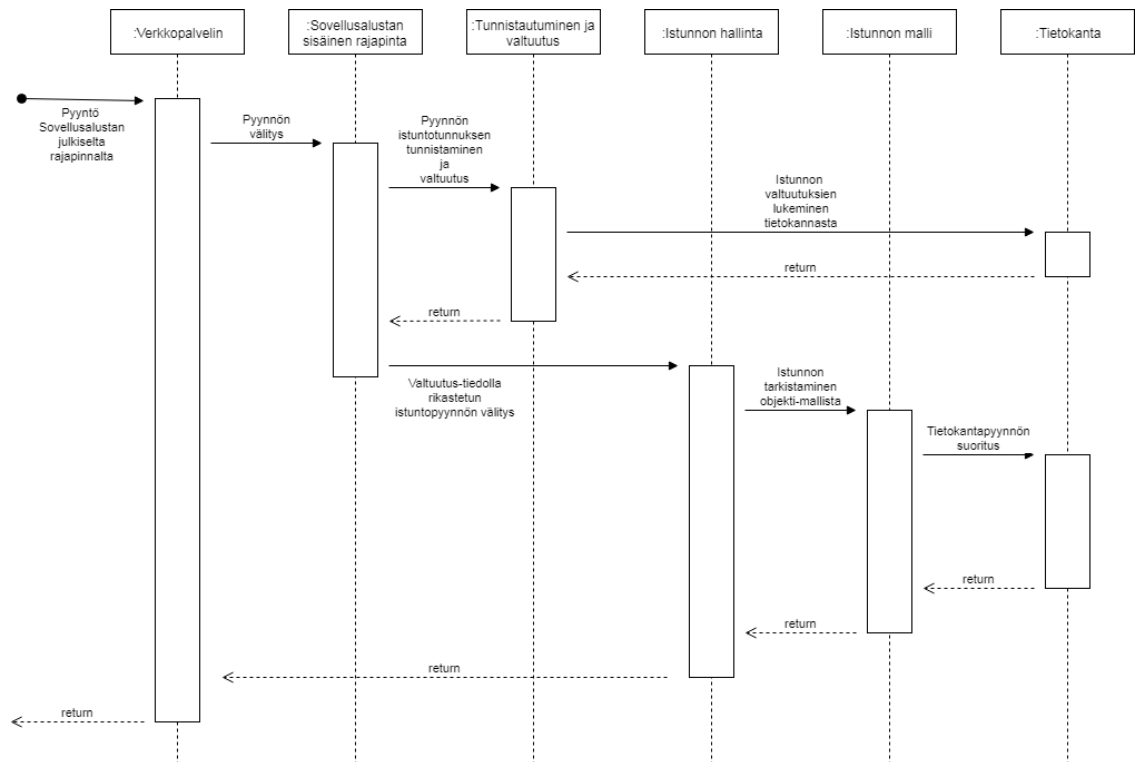 :Verkkopalvelin
:Sovellusalustan
sisäinen rajapinta
:Tunnistautuminen ja
valtuutus
:Istunnon hallinta
:Istunnon malli
:Tietokanta
Pyyntö
Sovellusalustan
julkiselta
rajapinnalta
Pyynnön
välitys
Pyynnön
istuntotunnuksen
tunnistaminen
ja
valtuutus
Istunnon
valtuutuksien
lukeminen
tietokannasta
return
return
Valtuutus-tiedolla
rikastetun
istuntopyynnön välitys
Istunnon
tarkistaminen
objekti-mallista
Tietokantapyynnön
suoritus
return
return
return
return